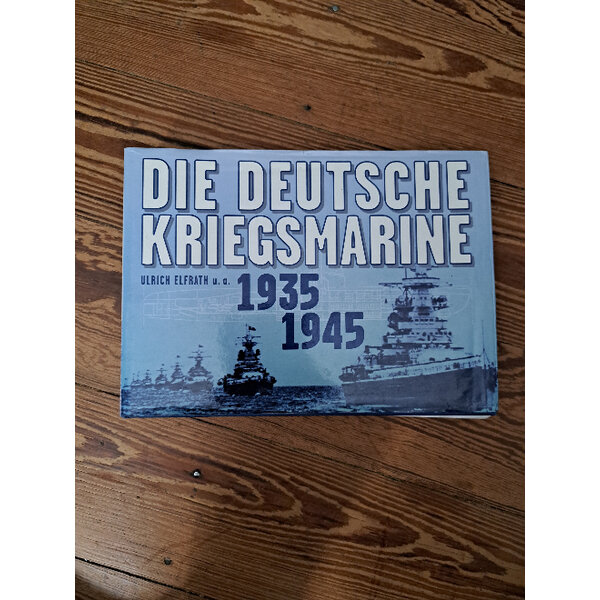 DIE DEUTSCHE
KRIEGSMARINE
ULRICH ELFRATH u. a.
1935
1945